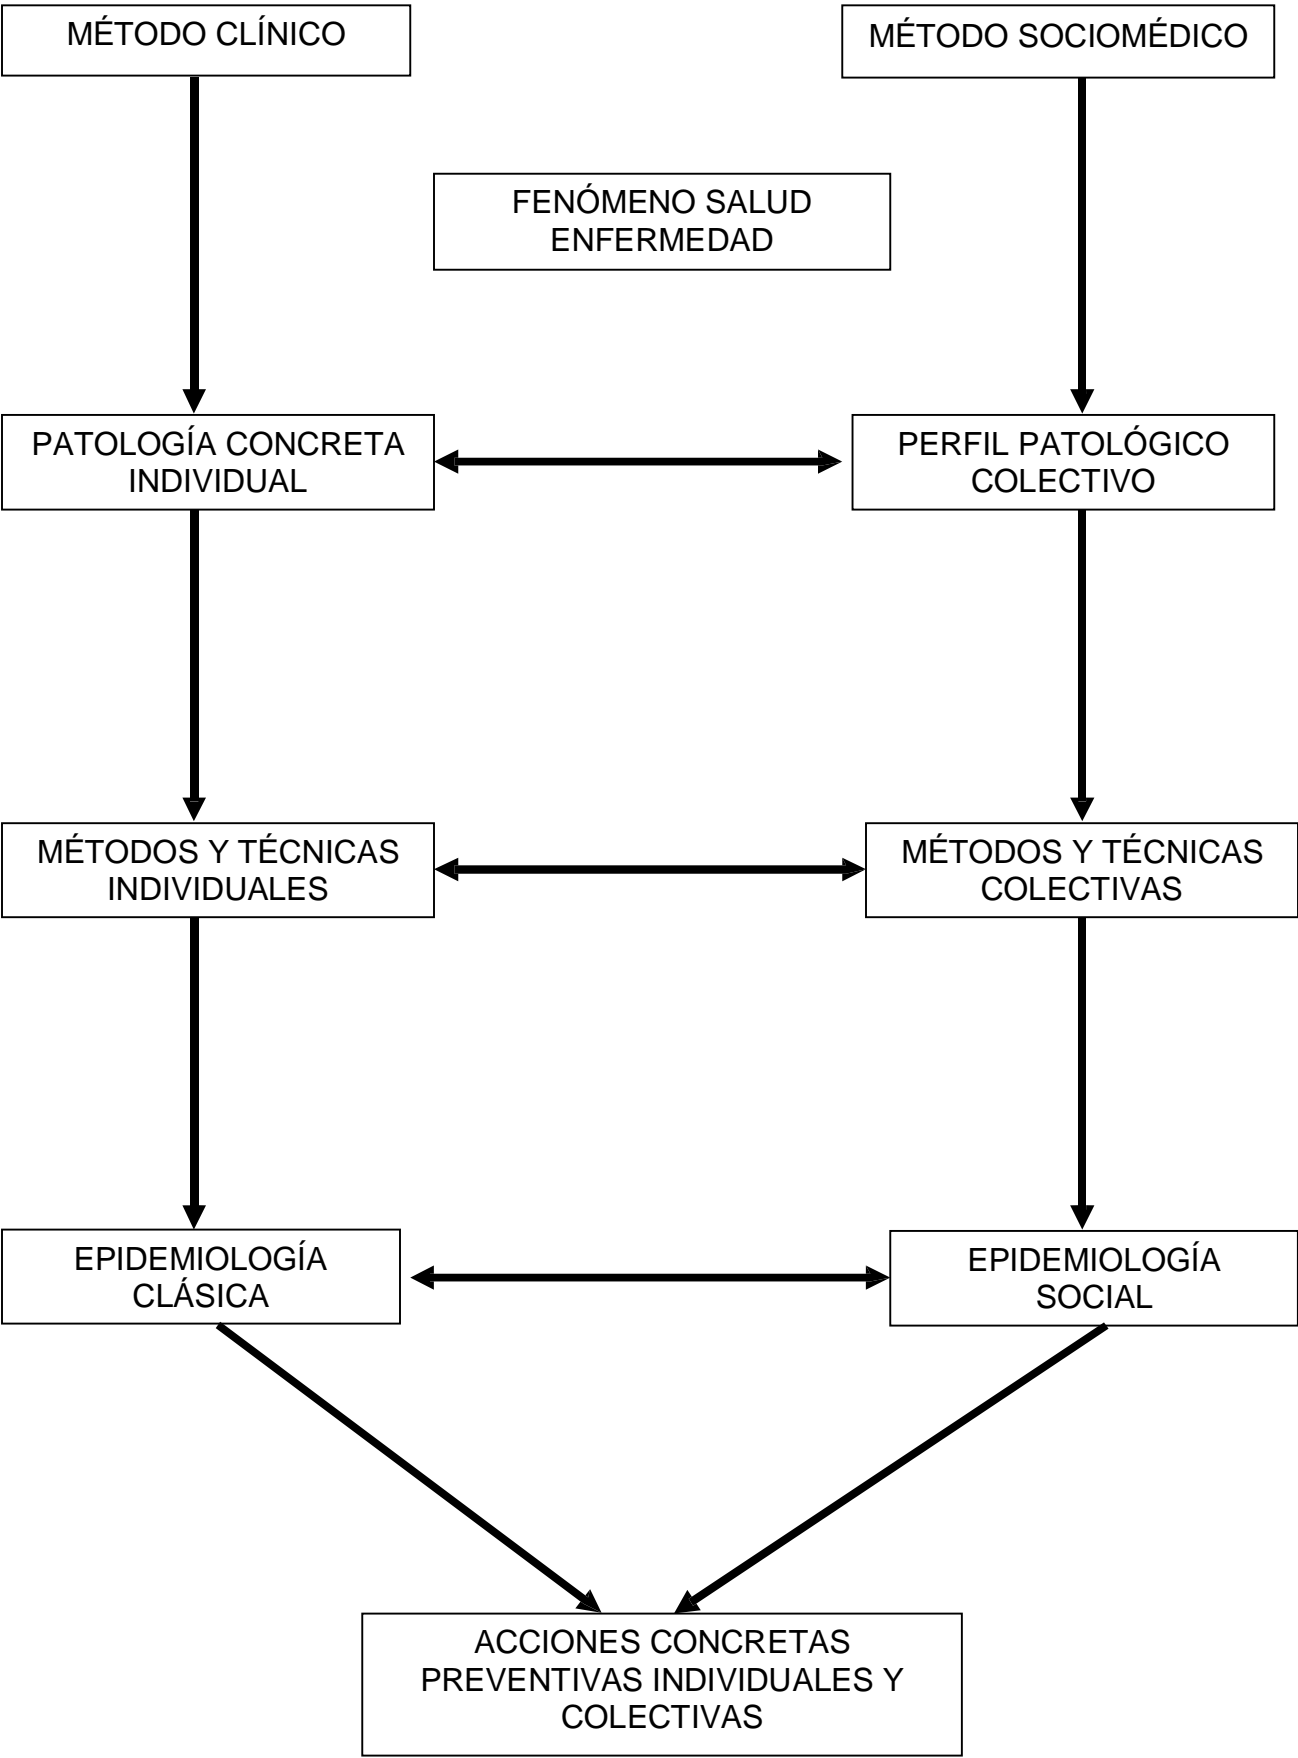 MÉTODO CLÍNICO
MÉTODO SOCIOMÉDICO
FENÓMENO SALUD
ENFERMEDAD
PATOLOGÍA CONCRETA
INDIVIDUAL
PERFIL PATOLÓGICO
COLECTIVO
MÉTODOS Y TÉCNICAS
INDIVIDUALES
MÉTODOS Y TÉCNICAS
COLECTIVAS
EPIDEMIOLOGÍA
CLÁSICA
EPIDEMIOLOGÍA
SOCIAL
ACCIONES CONCRETAS
PREVENTIVAS INDIVIDUALES Y
COLECTIVAS